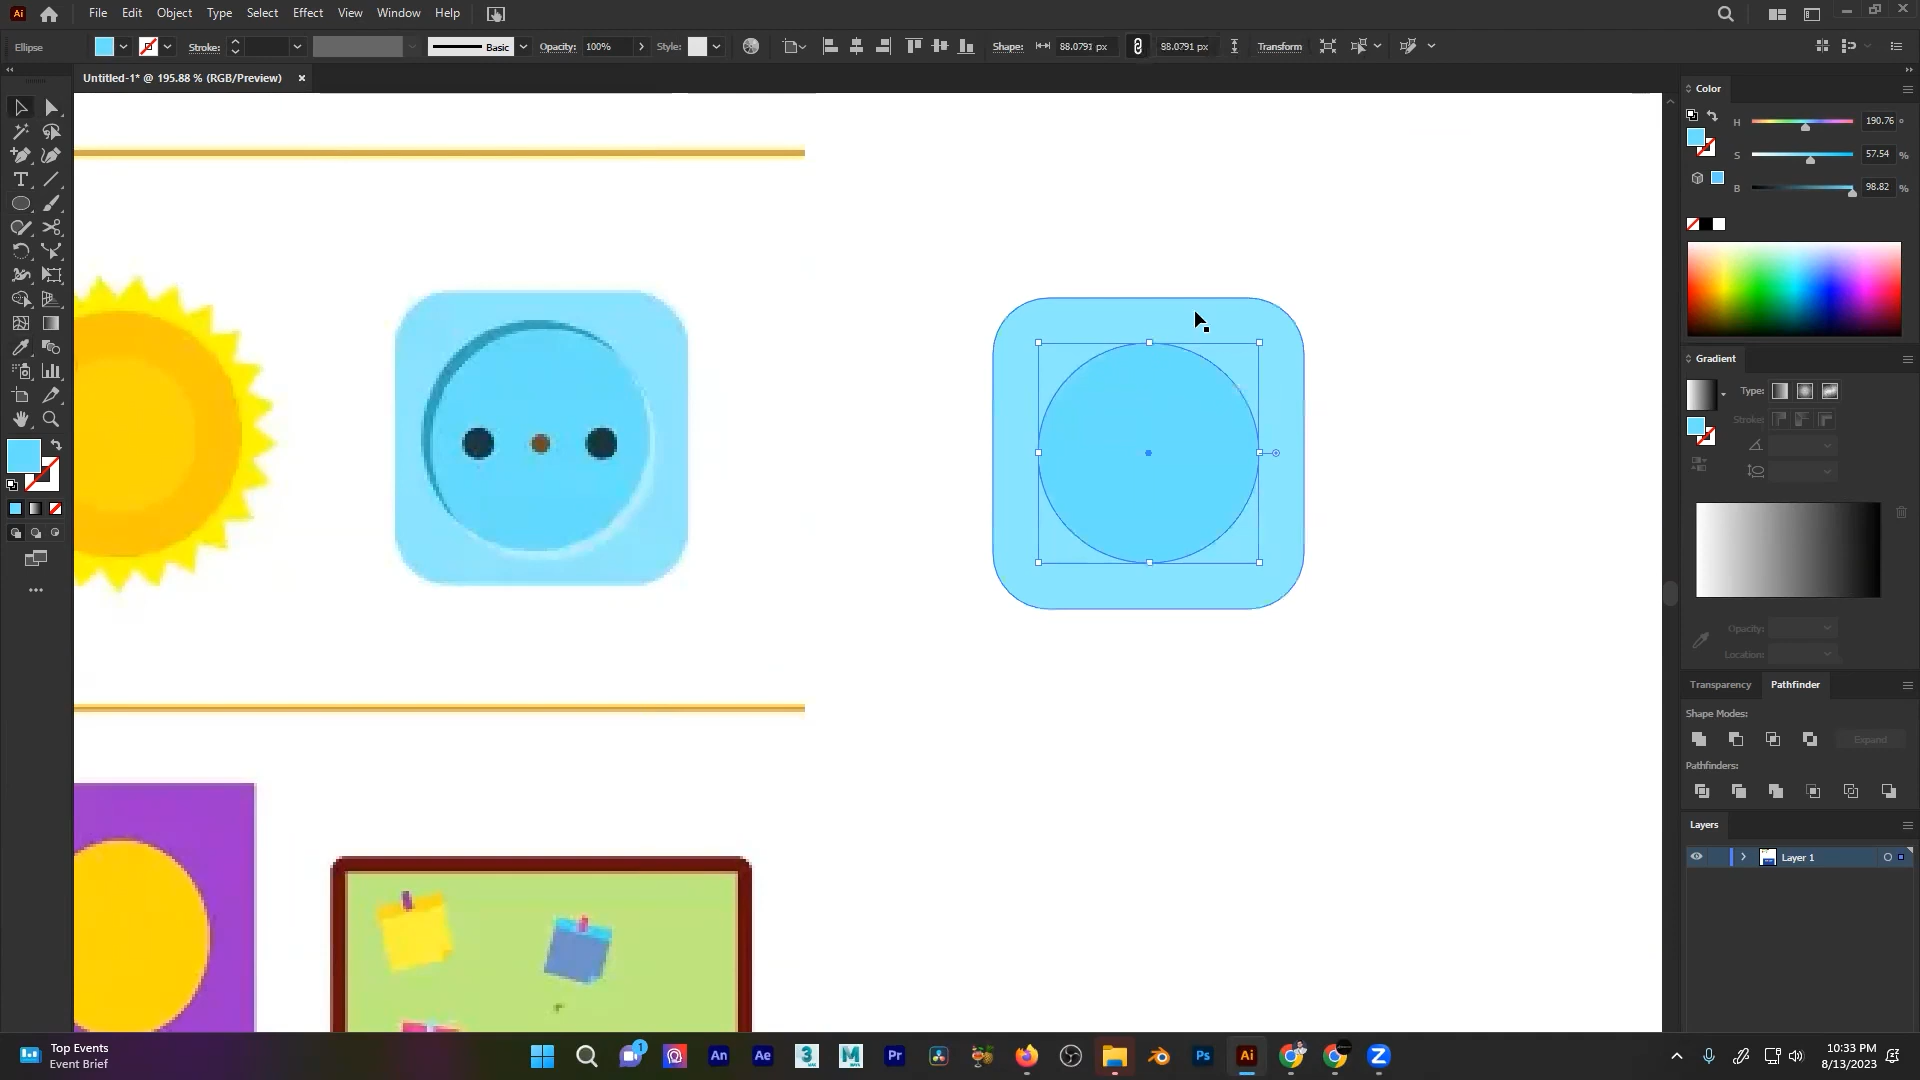 Ai File Edit Object Type Select Effect View Window Help
Ellipse Stroke: Basic Opacity: 100% Style: Shape: 88.0791 px 88.0791 px Transform
Untitled-1* @ 195.88 % (RGB/Preview)
Color
H 190.76 °
S 57.54 %
B 98.82 %
Gradient
Type:
Stroke:
Opacity:
Location:
Transparency Pathfinder
Shape Modes:
Expand
Pathfinders:
Layers
Layer 1
Top Events
Event Brief
1 An Ae 3 M Pr Ps Ai Z
10:33 PM
8/13/2023